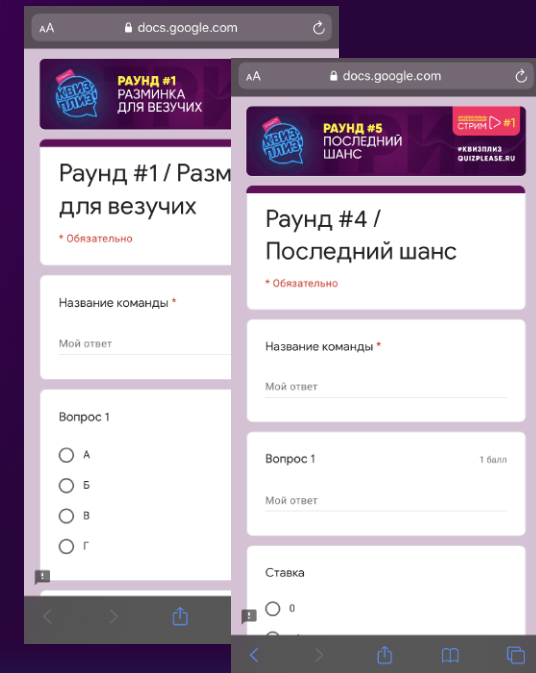 AA docs.google.com
КВИЗ ПЛИЗ
РАУНД #1
РАЗМИНКА
ДЛЯ ВЕЗУЧИХ
Раунд #1 / Разм
для везучих
* Обязательно
Название команды *
Мой ответ
Вопрос 1
А
Б
В
Г
AA docs.google.com
КВИЗ ПЛИЗ
РАУНД #5
ПОСЛЕДНИЙ
ШАНС
СТРИМ #1
#КВИЗПЛИЗ
QUIZPLEASE.RU
Раунд #4 /
Последний шанс
* Обязательно
Название команды *
Мой ответ
Вопрос 1 1 балл
Мой ответ
Ставка
0